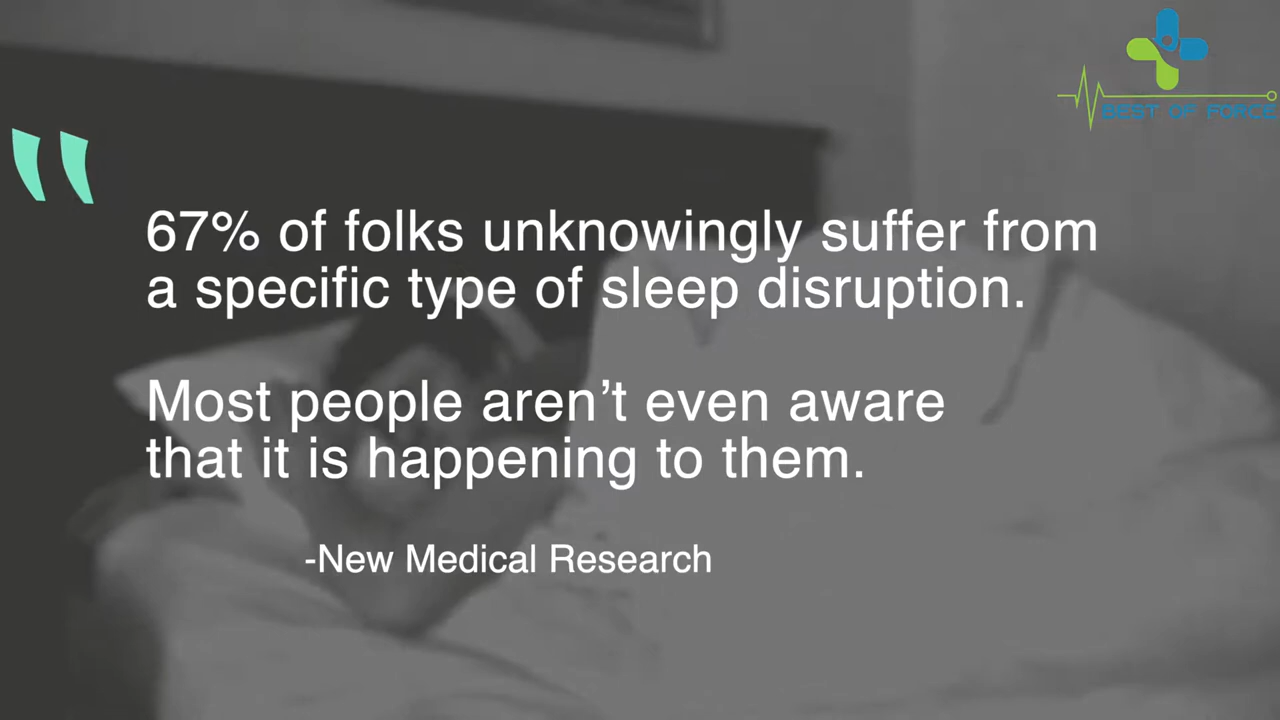 BEST OF FORCE
67% of folks unknowingly suffer from
a specific type of sleep disruption.
Most people aren’t even aware
that it is happening to them.
-New Medical Research